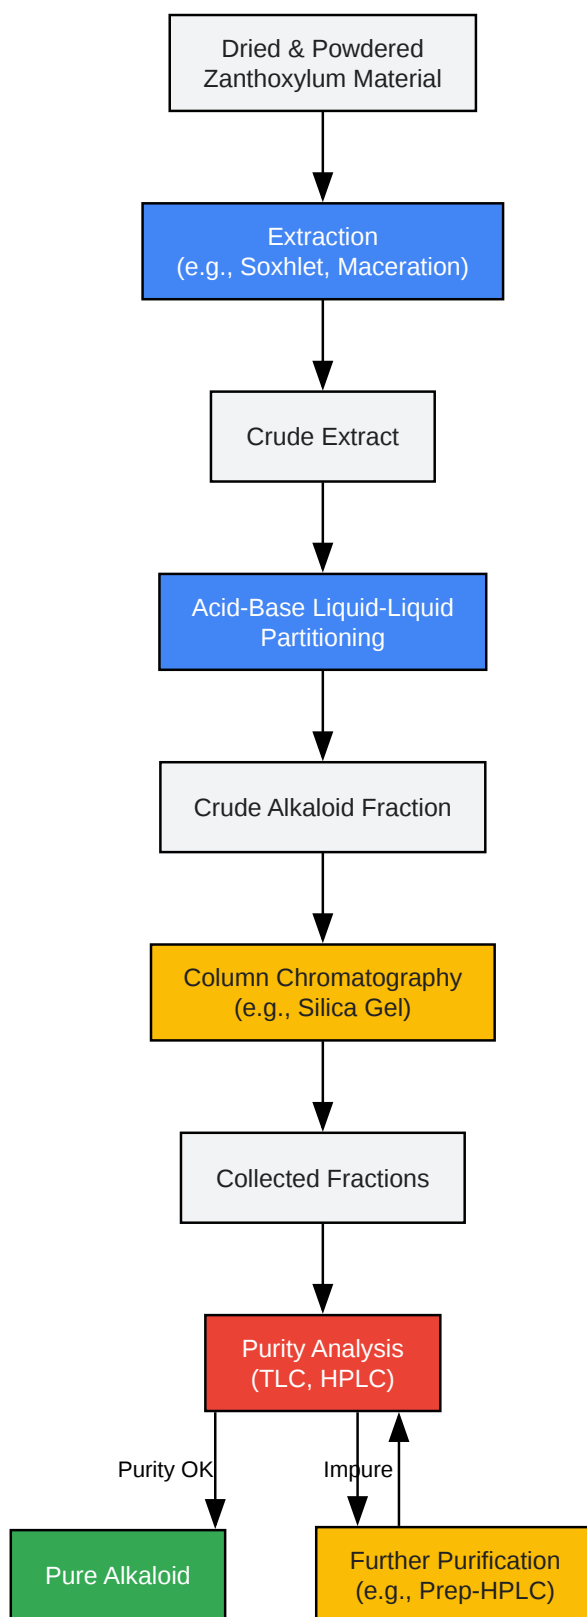 Dried & Powdered
Zanthoxylum Material
Extraction
(e.g., Soxhlet, Maceration)
Crude Extract
Acid-Base Liquid-Liquid
Partitioning
Crude Alkaloid Fraction
Column Chromatography
(e.g., Silica Gel)
Collected Fractions
Purity Analysis
(TLC, HPLC)
Purity OK
Impure
Pure Alkaloid
Further Purification
(e.g., Prep-HPLC)